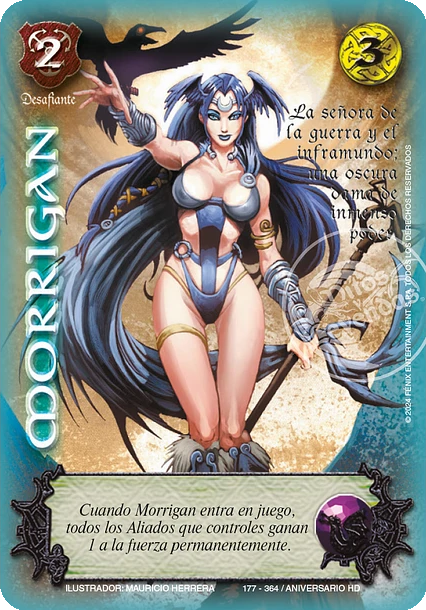 2
3
Desafiante
MORRIGAN
La señora de
la guerra y el
inframundo:
una oscura
dama de
inmenso
poder.
© 2024 FENIX ENTERTAINMENT S.P.A. TODOS LOS DERECHOS RESERVADOS
Cuando Morrigan entra en juego,
todos los Aliados que controles ganan
1 a la fuerza permanentemente.
ILUSTRADOR: MAURICIO HERRERA 177 - 364 / ANIVERSARIO HD